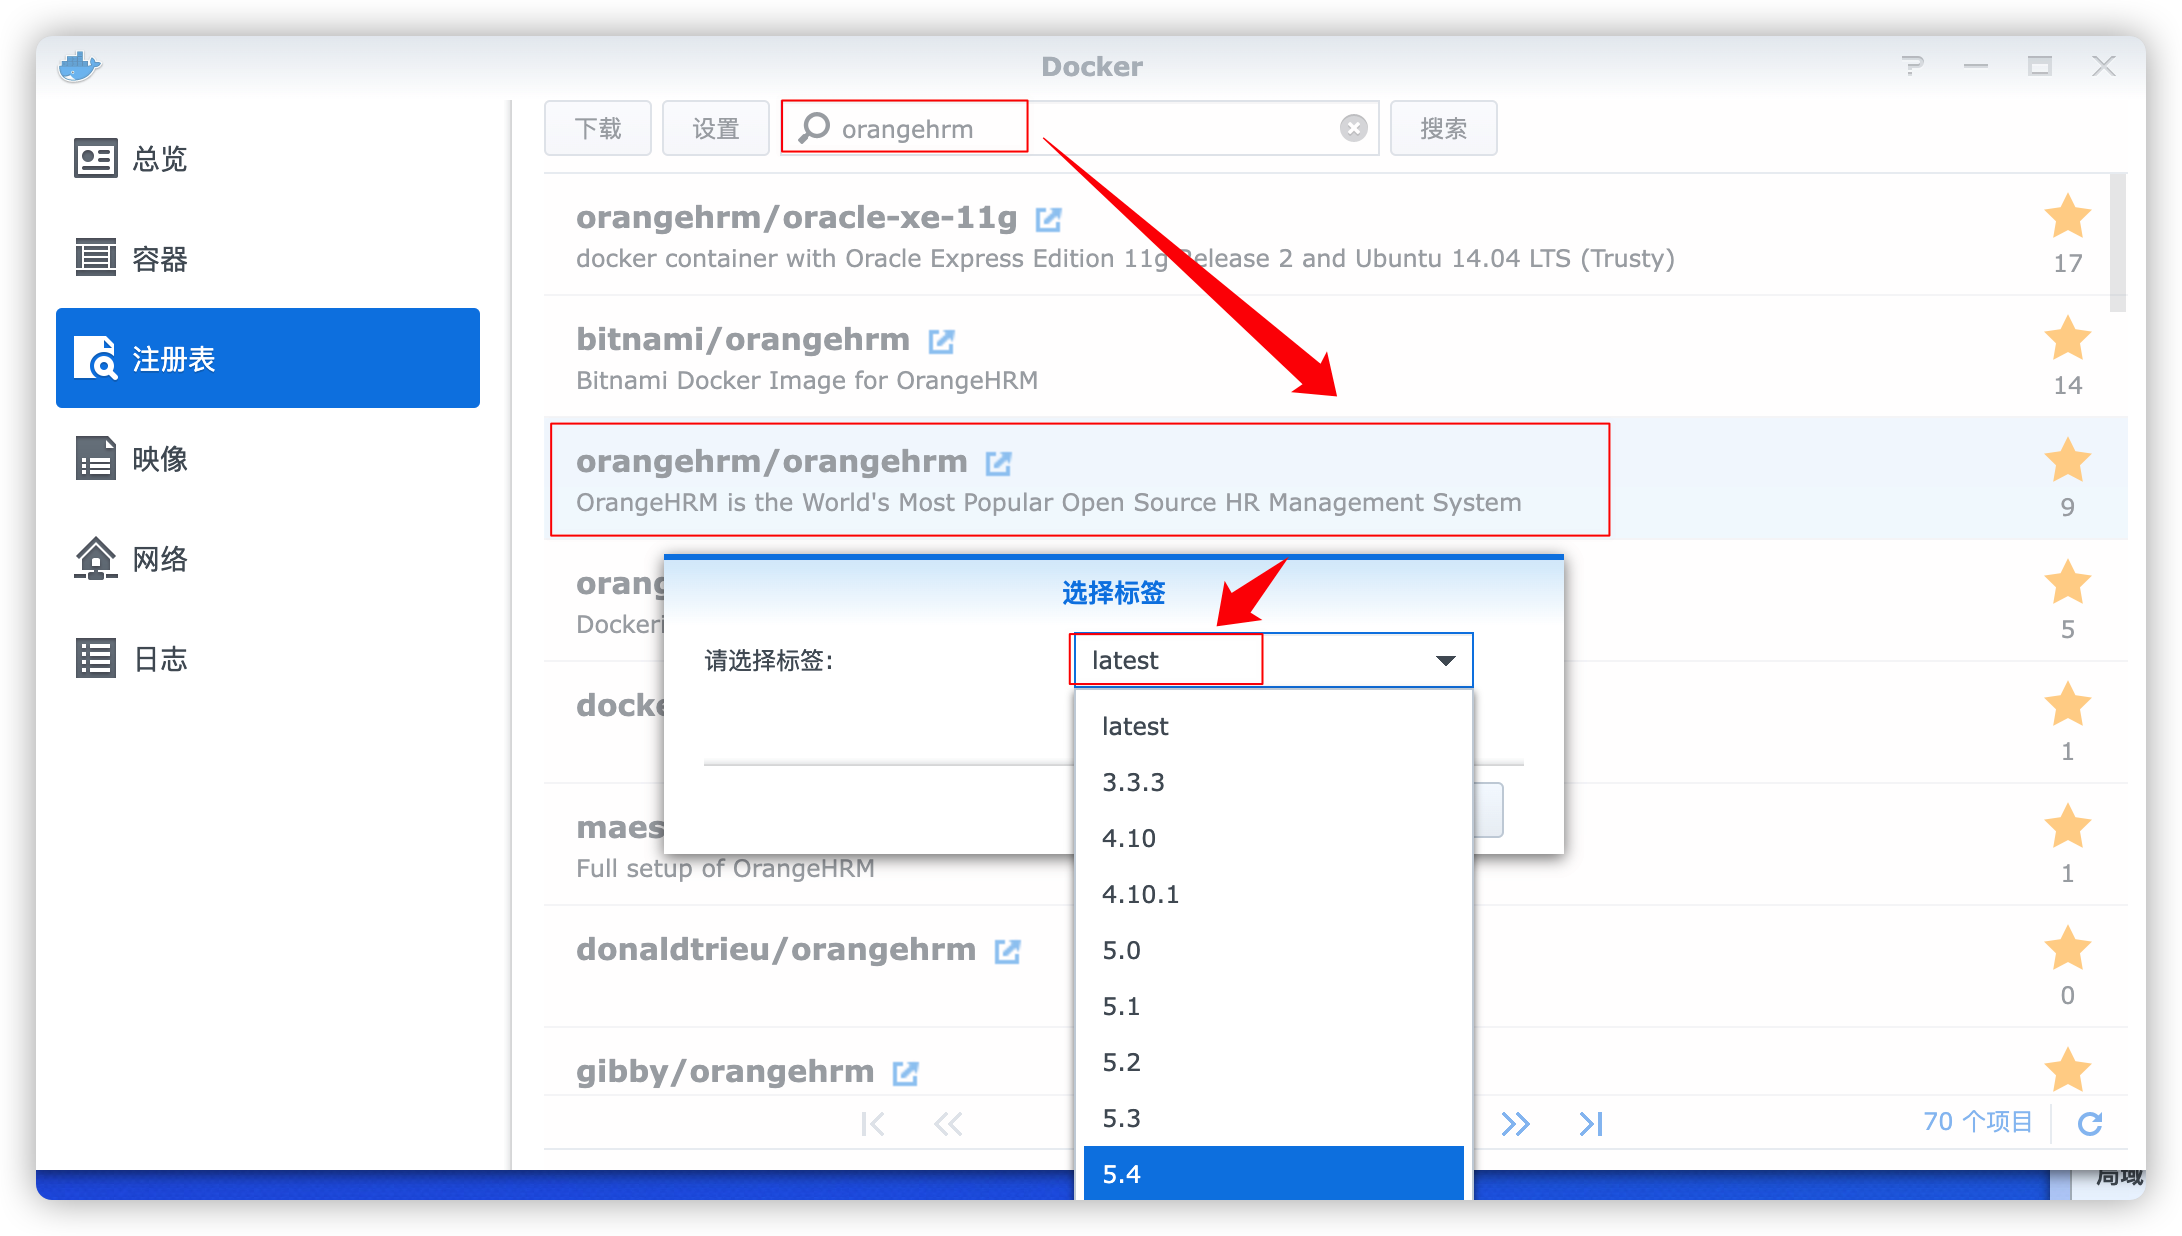 Docker
总览
容器
注册表
映像
网络
日志
下载
设置
orangehrm
搜索
orangehrm/oracle-xe-11g
docker container with Oracle Express Edition 11g Release 2 and Ubuntu 14.04 LTS (Trusty)
17
bitnami/orangehrm
Bitnami Docker Image for OrangeHRM
14
orangehrm/orangehrm
OrangeHRM is the World's Most Popular Open Source HR Management System
9
5
1
maes
Full setup of OrangeHRM
1
donaldtrieu/orangehrm
0
gibby/orangehrm
选择标签
请选择标签:
latest
latest
3.3.3
4.10
4.10.1
5.0
5.1
5.2
5.3
5.4
70 个项目
局域